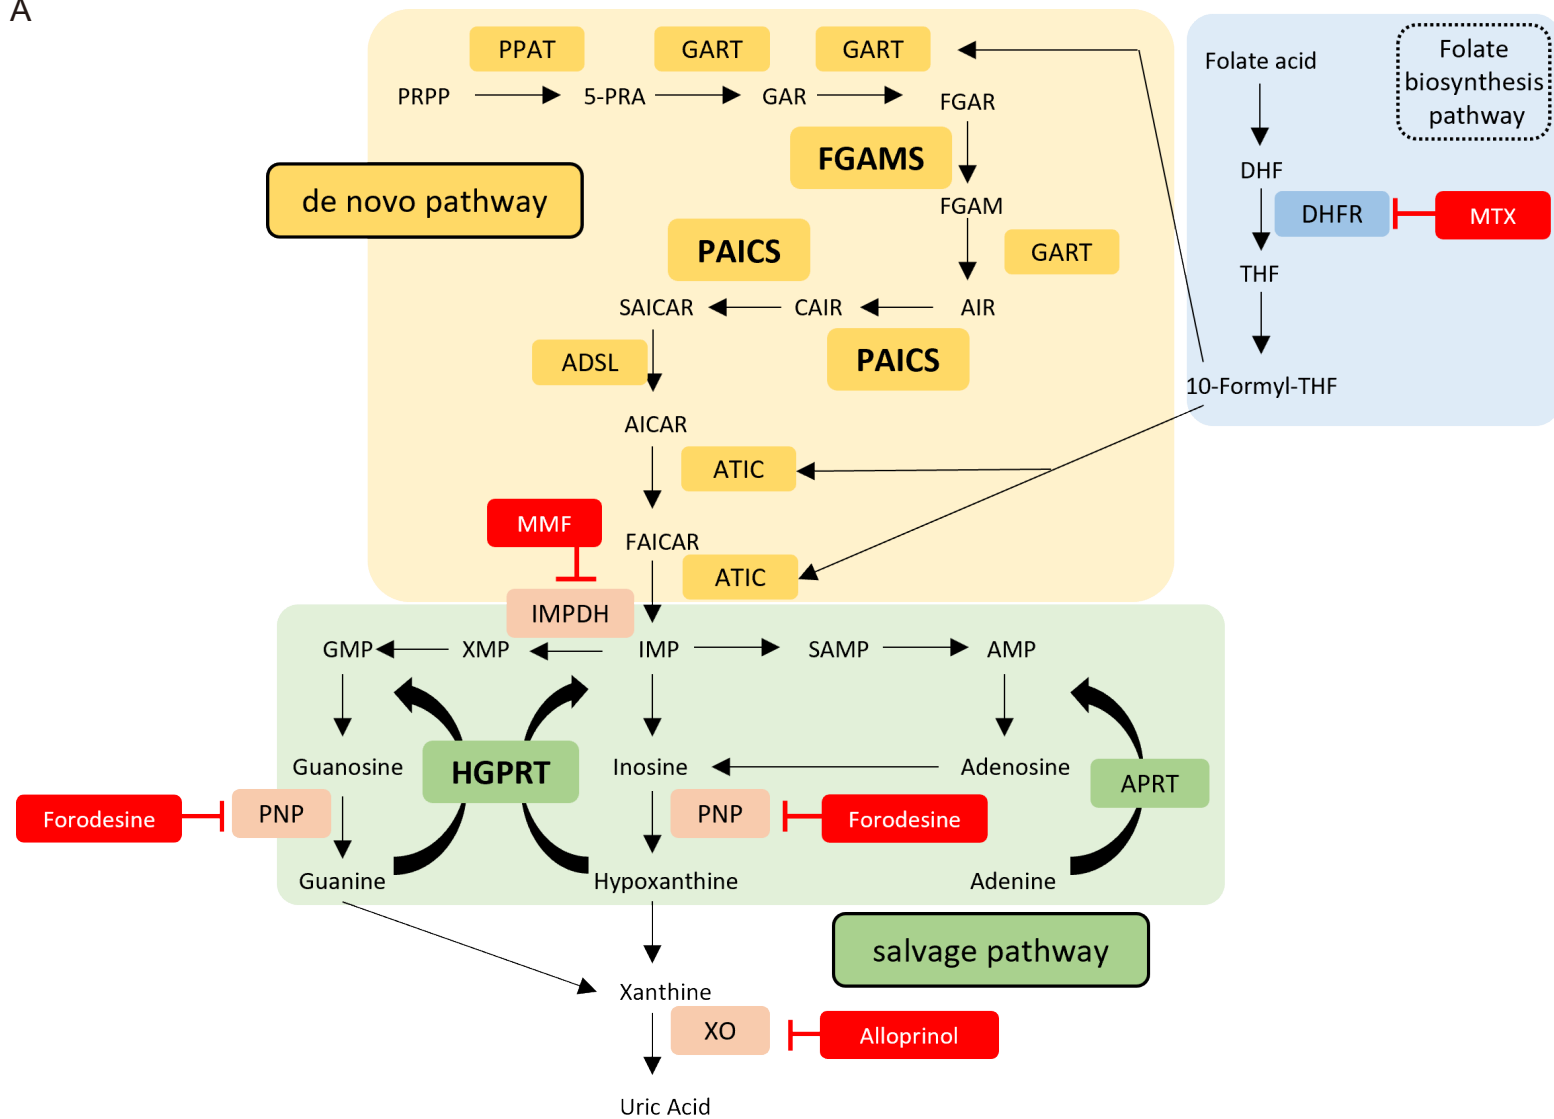 A
PPAT
GART
GART
PRPP
5-PRA
GAR
FGAR
FGAMS
de novo pathway
FGAM
PAICS
GART
SAICAR
CAIR
AIR
ADSL
PAICS
AICAR
ATIC
MMF
FAICAR
ATIC
IMPDH
Folate acid
Folate
biosynthesis
pathway
DHF
DHFR
MTX
THF
10-Formyl-THF
GMP
XMP
IMP
SAMP
AMP
Guanosine
HGPRT
Inosine
Adenosine
APRT
Forodesine
PNP
PNP
Forodesine
Guanine
Hypoxanthine
Adenine
salvage pathway
Xanthine
XO
Alloprinol
Uric Acid